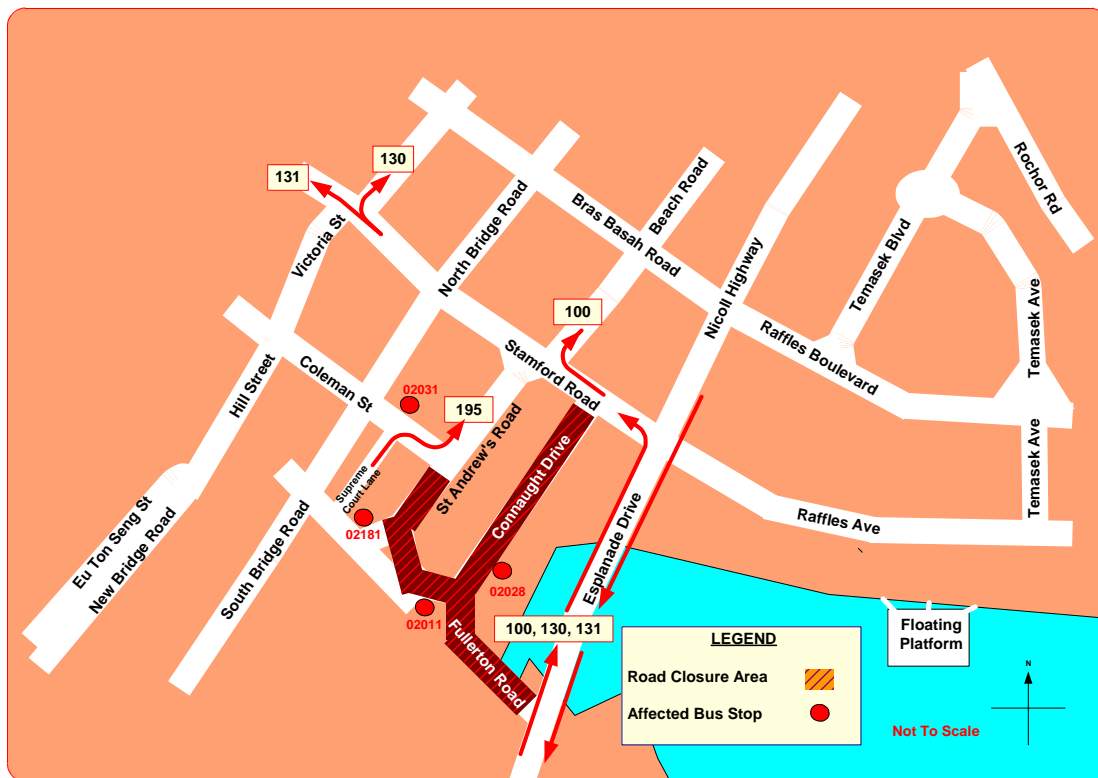 130
131
Rochor Rd
Beach Road
Victoria St
North Bridge Road
Bras Basah Road
Temasek Blvd
Nicoll Highway
Temasek Ave
100
Raffles Boulevard
Stamford Road
Hill Street
Coleman St
02031
195
St Andrew's Road
Connaught Drive
Temasek Ave
Supreme
Court Lane
Raffles Ave
02181
Eu Ton Seng St
New Bridge Road
South Bridge Road
Esplanade Drive
02028
02011
Fullerton Road
100, 130, 131
Floating
Platform
LEGEND
Road Closure Area
Affected Bus Stop
N
Not To Scale